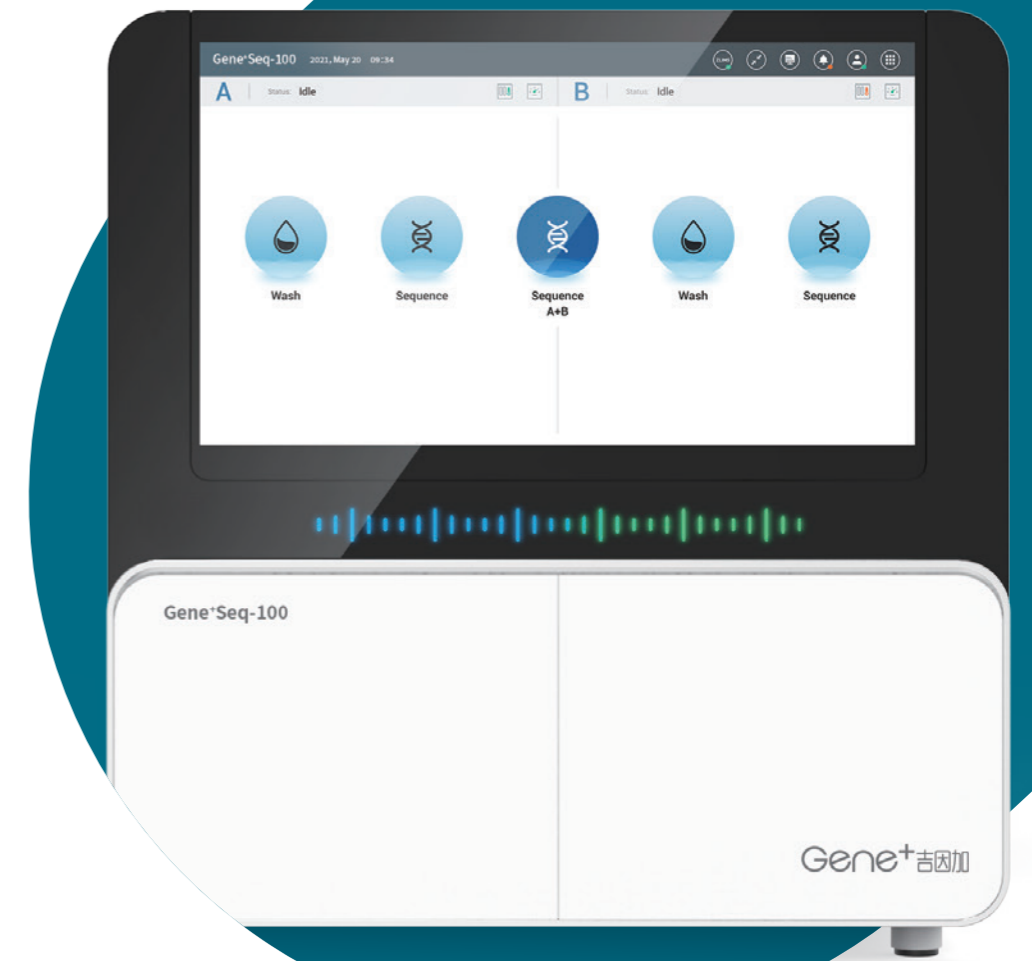 Gene⁺Seq-100 2021, May 20 09:34
A Status: Idle B Status: Idle
Wash Sequence Sequence A+B Wash Sequence
Gene⁺Seq-100
Gene⁺吉因加